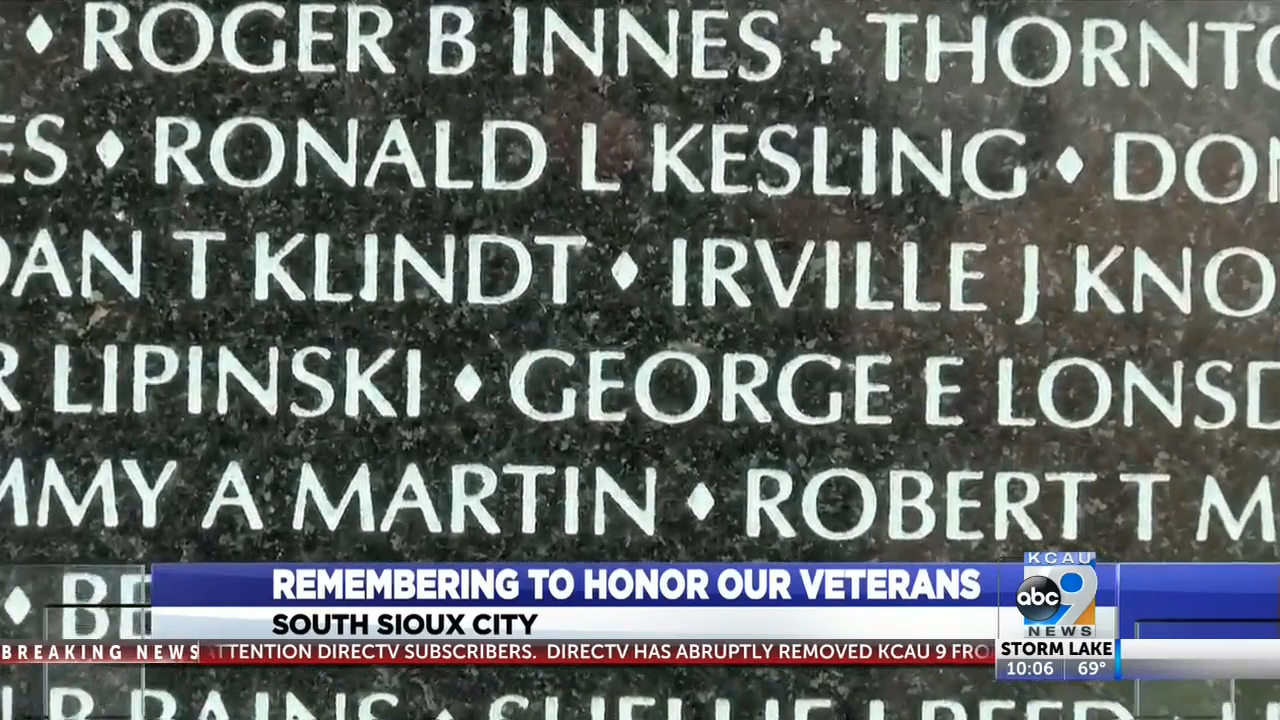 ♦ ROGER B INNES + THORNTO
ES ♦ RONALD L KESLING ♦ DON
DAN T KLINDT ♦ IRVILLE J KNO
R LIPINSKI ♦ GEORGE E LONSD
MMY A MARTIN ♦ ROBERT T M
♦ BE
REMEMBERING TO HONOR OUR VETERANS
SOUTH SIOUX CITY
KCAU
abc 9
NEWS
BREAKING NEWS TTENTION DIRECTV SUBSCRIBERS. DIRECTV HAS ABRUPTLY REMOVED KCAU 9 FRO
STORM LAKE
10:06 69°